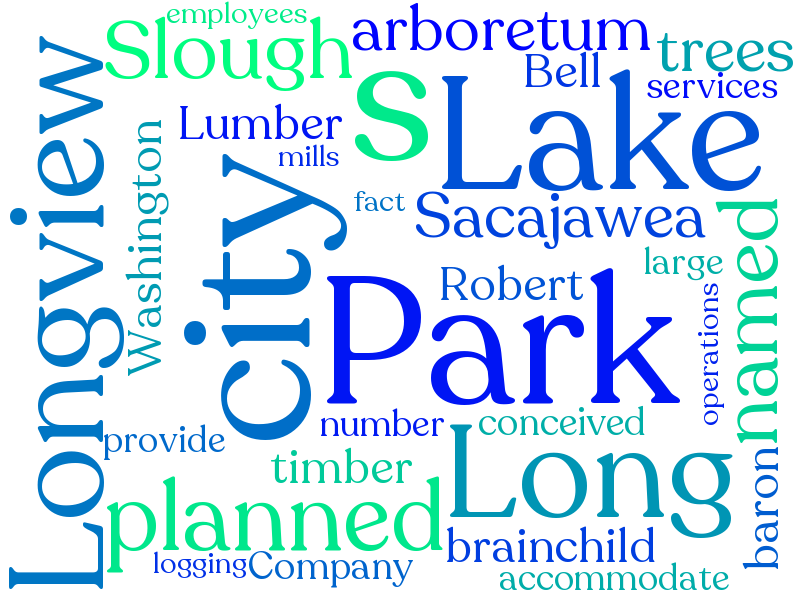 employees
Slough
arboretum
trees
Bell
services
s
Lake
Lumber
mills
Longview
Washington
city
fact
Sacajawea
named
large
Robert
operations
Park
number
conceived
provide
timber
Long
planned
baron
brainchild
logging
Company
accommodate